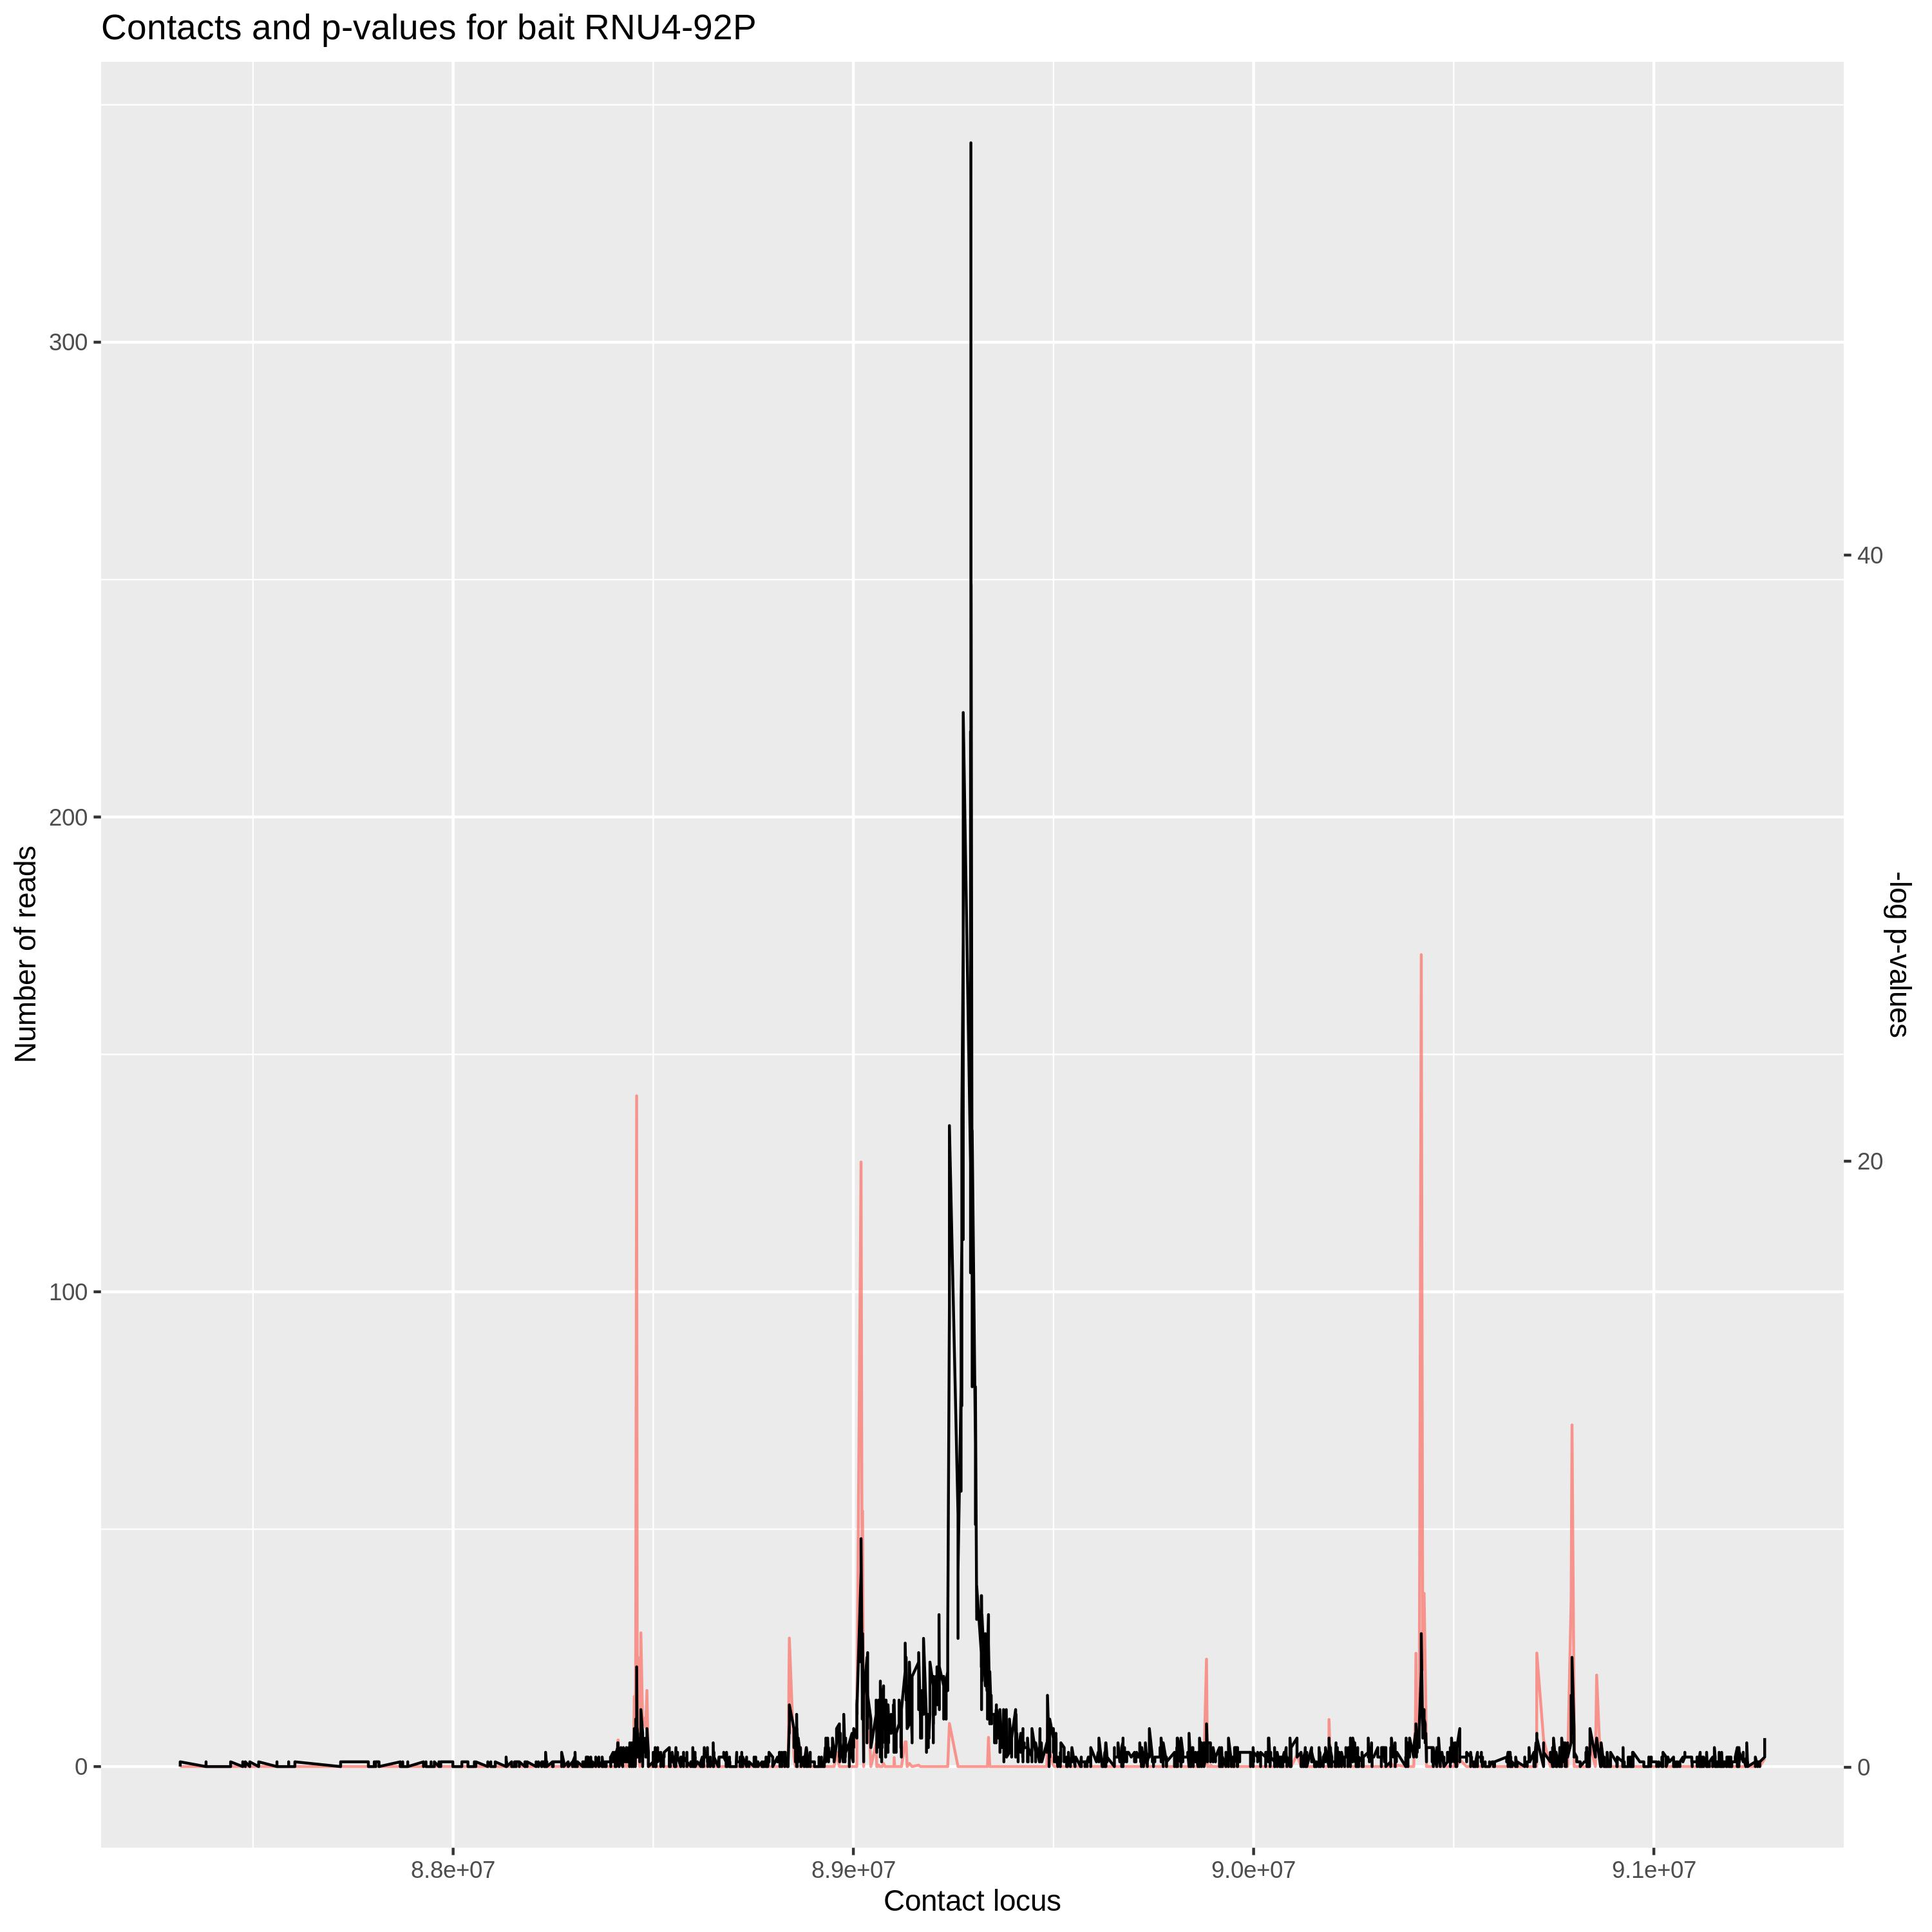 Contacts and p-values for bait RNU4-92P
300
200
100
0
Number of reads
40
20
0
-log p-values
8.8e+07
8.9e+07
9.0e+07
9.1e+07
Contact locus